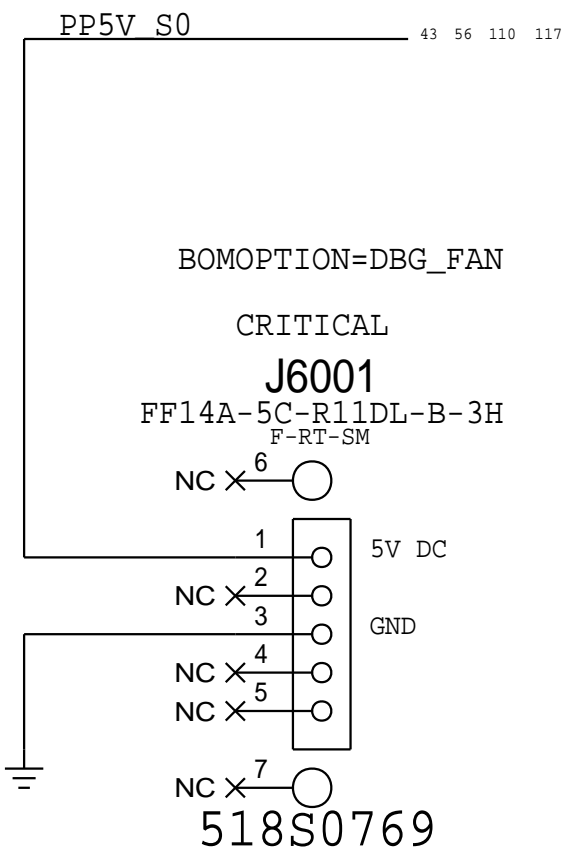 PP5V_S0 43 56 110 117
BOMOPTION=DBG_FAN
CRITICAL
J6001
FF14A-5C-R11DL-B-3H
F-RT-SM
NC 6
1 5V DC
NC 2
3 GND
NC 4
NC 5
NC 7
518S0769